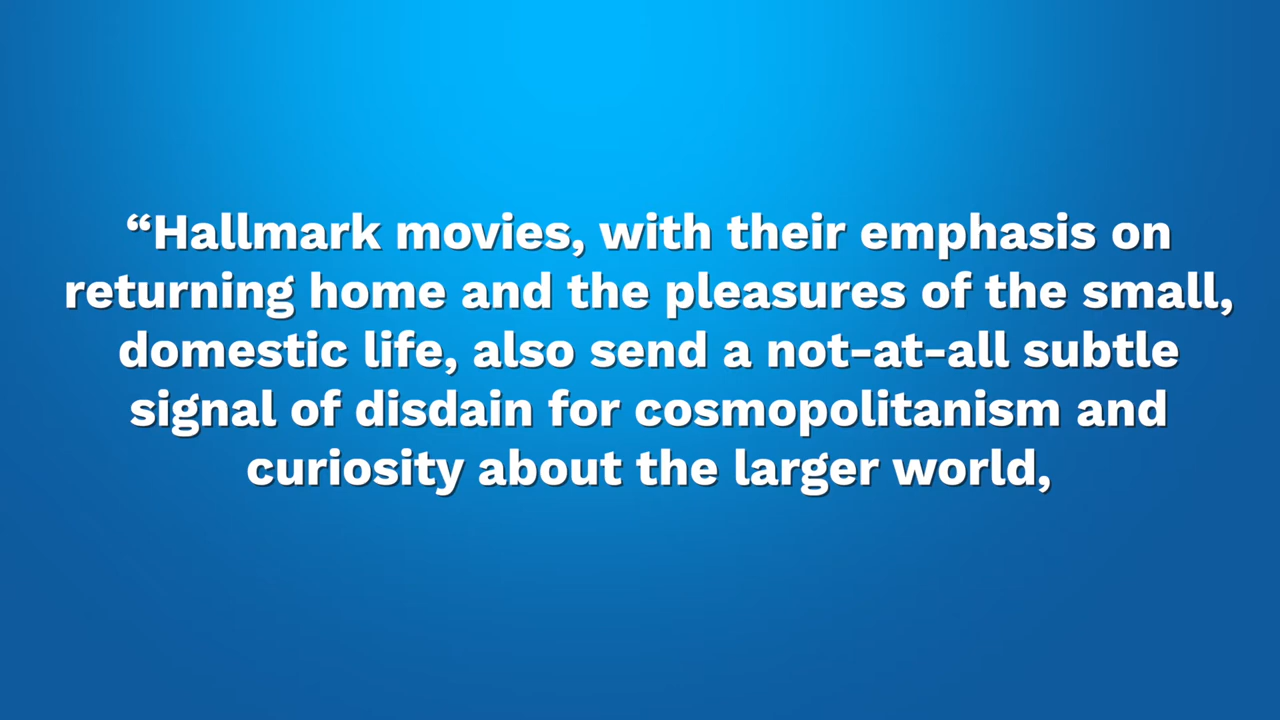 “Hallmark movies, with their emphasis on
returning home and the pleasures of the small,
domestic life, also send a not-at-all subtle
signal of disdain for cosmopolitanism and
curiosity about the larger world,